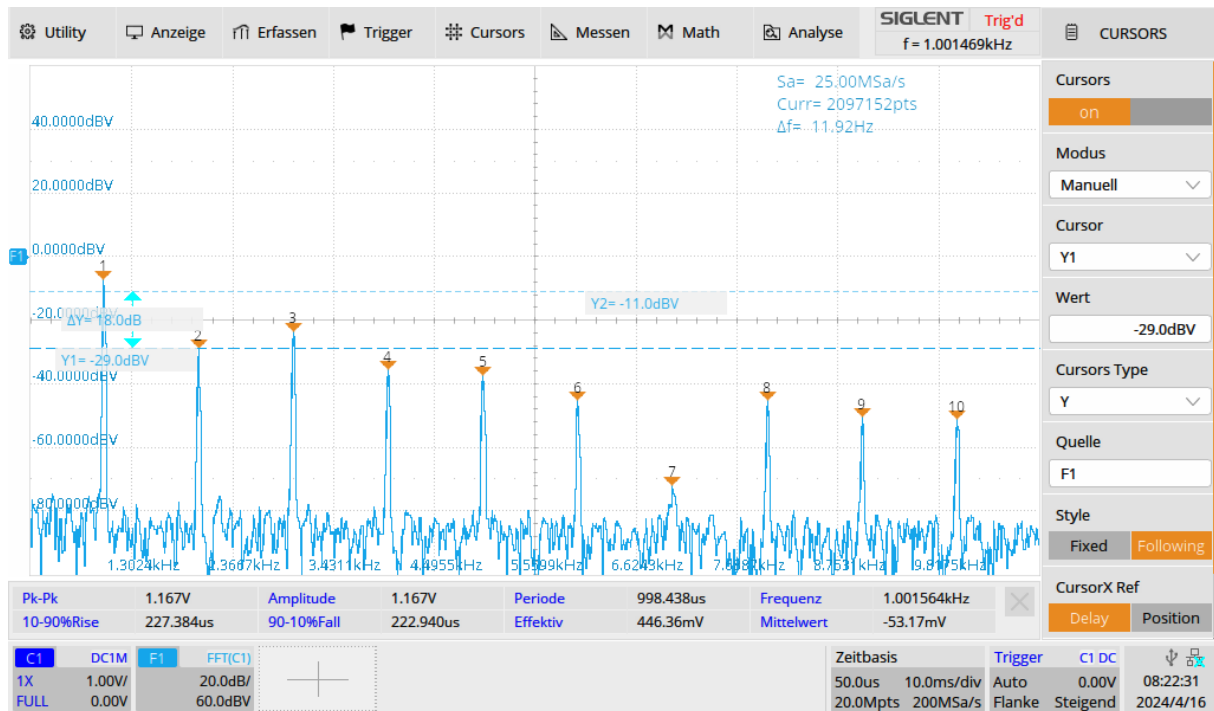 Utility Anzeige Erfassen Trigger Cursors Messen Math Analyse SIGLENT Trig'd
f = 1.001469kHz
CURSORS
Sa= 25.00MSa/s
Curr= 2097152pts
Δf= 11.92Hz
40.0000dBV
20.0000dBV
F1 0.0000dBV
1
Y2= -11.0dBV
ΔY= 18.0dB
2 3
Y1= -29.0dBV
4 5
-40.0000dBV
6 8
9 10
-60.0000dBV
7
1.3024kHz 2.3667kHz 3.4311kHz 4.4955kHz 5.5599kHz 6.6243kHz
Cursors
on
Modus
Manuell
Cursor
Y1
Wert
-29.0dBV
Cursors Type
Y
Quelle
F1
Style
Fixed Following
CursorX Ref
Delay Position
Pk-Pk 1.167V Amplitude 1.167V Periode 998.438us Frequenz 1.001564kHz
10-90%Rise 227.384us 90-10%Fall 222.940us Effektiv 446.36mV Mittelwert -53.17mV
C1 DC1M F1 FFT(C1) Zeitbasis Trigger C1 DC
1X 1.00V/ 20.0dB/ 50.0us 10.0ms/div Auto 0.00V 08:22:31
FULL 0.00V 60.0dBV 20.0Mpts 200MSa/s Flanke Steigend 2024/4/16